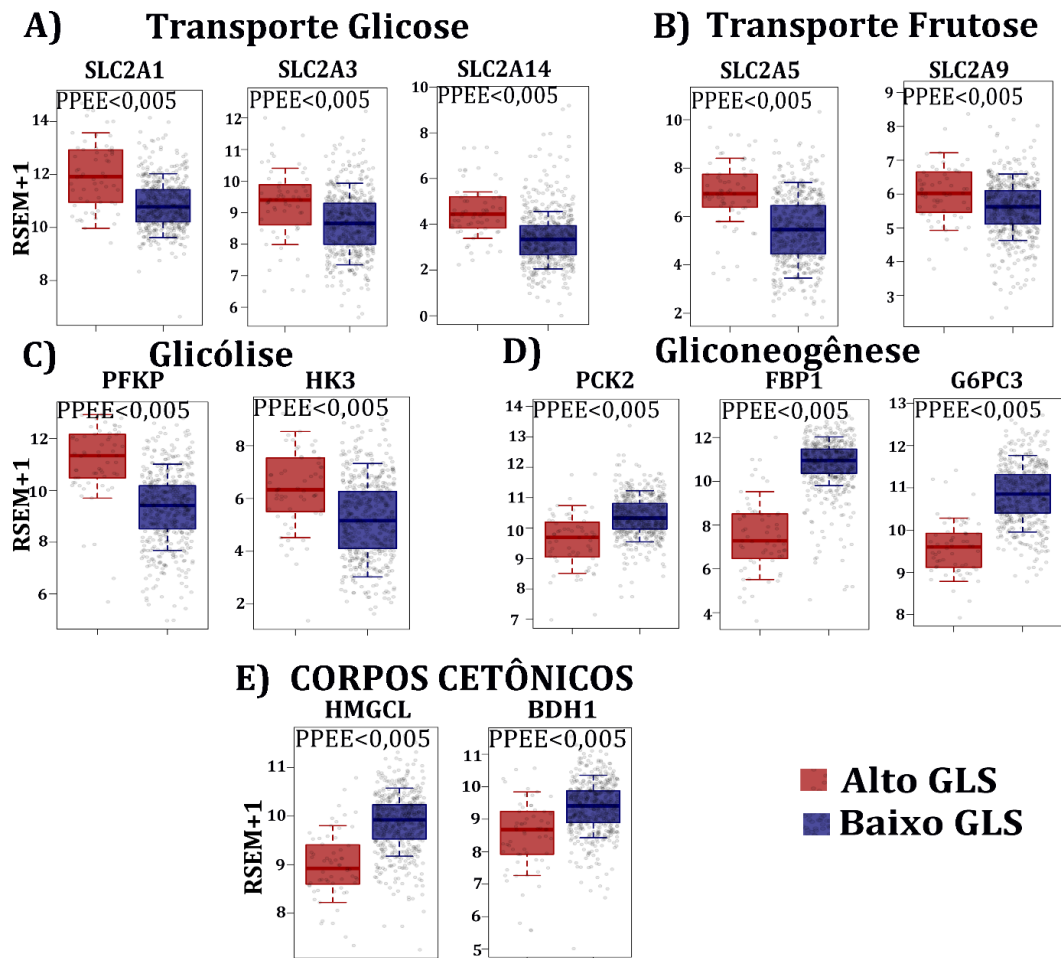 A) Transporte Glicose
B) Transporte Frutose
SLC2A1
SLC2A3
SLC2A14
SLC2A5
SLC2A9
PPEE<0,005
PPEE<0,005
PPEE<0,005
PPEE<0,005
PPEE<0,005
RSEM+1
14
12
10
8
12
11
10
9
8
7
6
10
8
6
4
2
0
10
8
6
4
2
9
8
7
6
5
4
3
2
C) Glicólise
D) Gliconeogênese
PFKP
HK3
PCK2
FBP1
G6PC3
PPEE<0,005
PPEE<0,005
PPEE<0,005
PPEE<0,005
PPEE<0,005
RSEM+1
12
10
8
6
8
6
4
2
14
13
12
11
10
9
8
7
12
10
8
6
4
13
12
11
10
9
8
E) CORPOS CETÔNICOS
HMGCL
BDH1
PPEE<0,005
PPEE<0,005
RSEM+1
11
10
9
8
11
10
9
8
7
6
5
Alto GLS
Baixo GLS